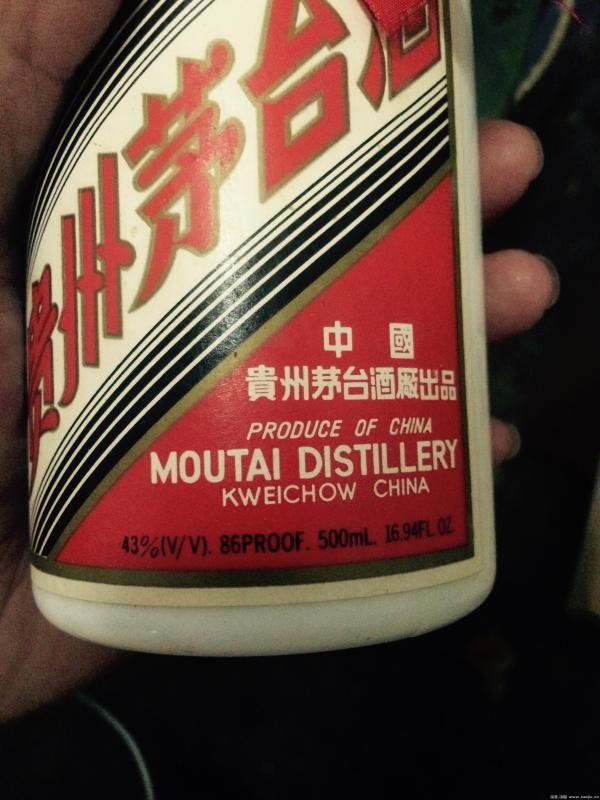 貴州茅台酒
中國
貴州茅台酒廠出品
PRODUCE OF CHINA
MOUTAI DISTILLERY
KWEICHOW CHINA
43%(V/V). 86PROOF. 500mL. 16.94FL.OZ.